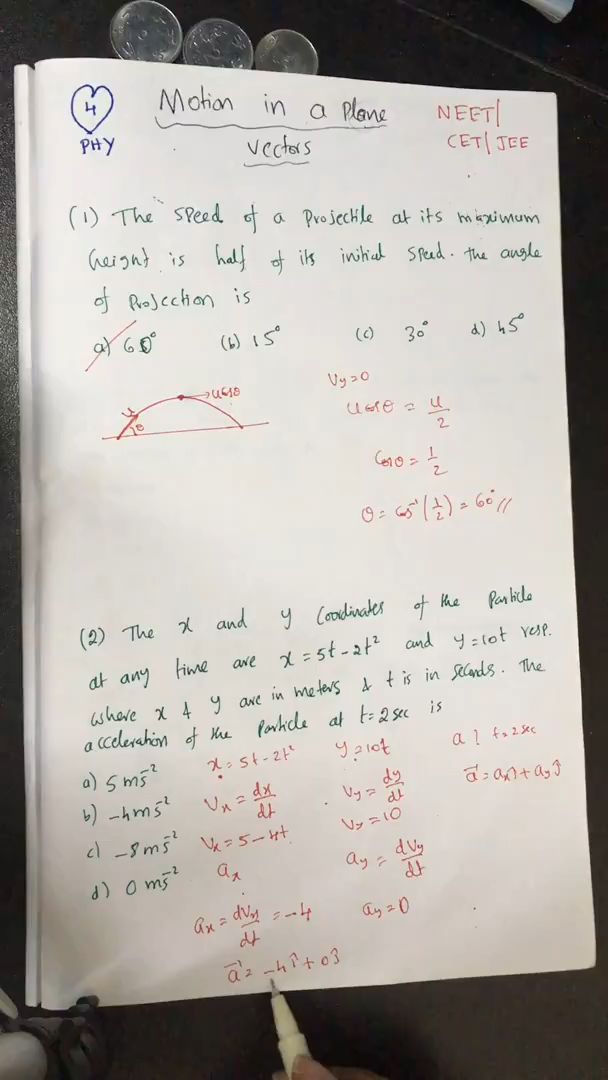 4
PHY
Motion in a Plane
Vectors
NEET/
CET/ JEE
(1) The speed of a projectile at its maximum
height is half of its initial speed. the angle
of projection is
a) 60° (b) 15° (c) 30° d) 45°
u θ ucosθ
Vy=0
u cosθ = u/2
Cosθ = 1/2
θ = cos⁻¹(1/2) = 60° //
(2) The x and y coordinates of the particle
at any time are x = 5t - 2t² and y = 10t resp.
where x & y are in meters & t is in seconds. The
acceleration of the particle at t=2 sec is
a) 5 ms⁻²
b) -4 ms⁻²
c) -8 ms⁻²
d) 0 ms⁻²
x = 5t - 2t²
Vx = dx/dt
Vx = 5 - 4t
ax
ax = dVx/dt = -4
y = 10t
Vy = dy/dt
Vy = 10
ay = dVy/dt
ay = 0
a ? t=2 sec
a⃗ = ax î + ay ĵ
a⃗ = -4î + 0ĵ